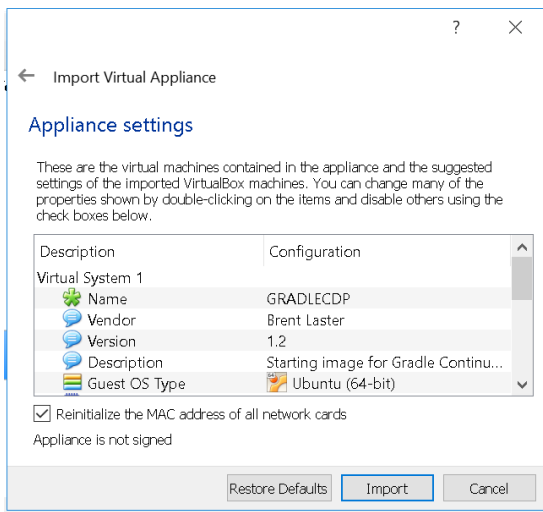 ?
Import Virtual Appliance
Appliance settings
These are the virtual machines contained in the appliance and the suggested
settings of the imported VirtualBox machines. You can change many of the
properties shown by double-clicking on the items and disable others using the
check boxes below.
Description Configuration
Virtual System 1
Name GRADLECDP
Vendor Brent Laster
Version 1.2
Description Starting image for Gradle Continu...
Guest OS Type Ubuntu (64-bit)
Reinitialize the MAC address of all network cards
Appliance is not signed
Restore Defaults Import Cancel